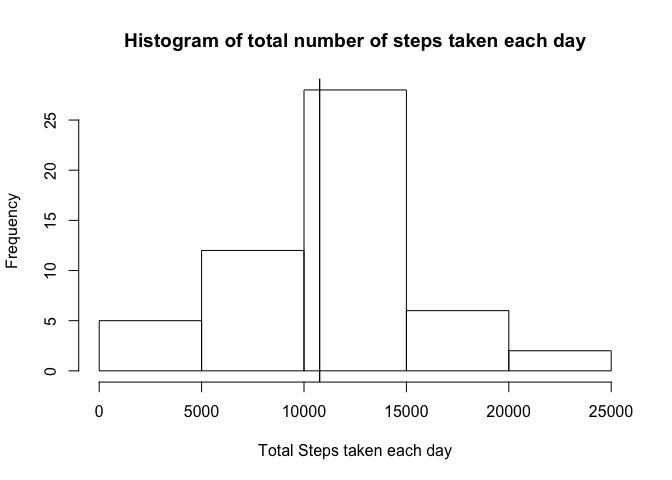 Histogram of total number of steps taken each day
Frequency
25
20
15
10
5
0
0 5000 10000 15000 20000 25000
Total Steps taken each day